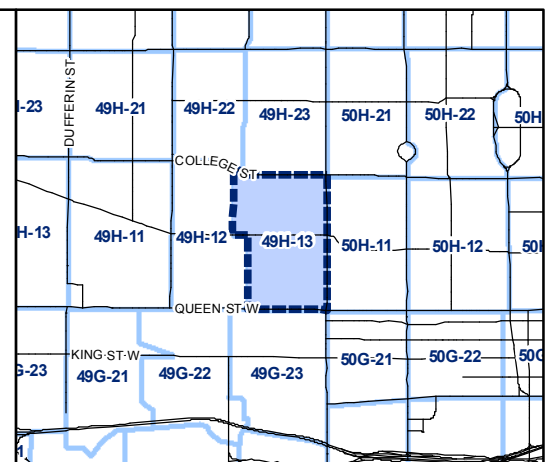 DUFFERIN ST
I-23
49H-21
49H-22
49H-23
50H-21
50H-22
50H
COLLEGE ST
H-13
49H-11
49H-12
49H-13
50H-11
50H-12
50H
QUEEN ST W
KING ST W
G-23
49G-21
49G-22
49G-23
50G-21
50G-22
50G